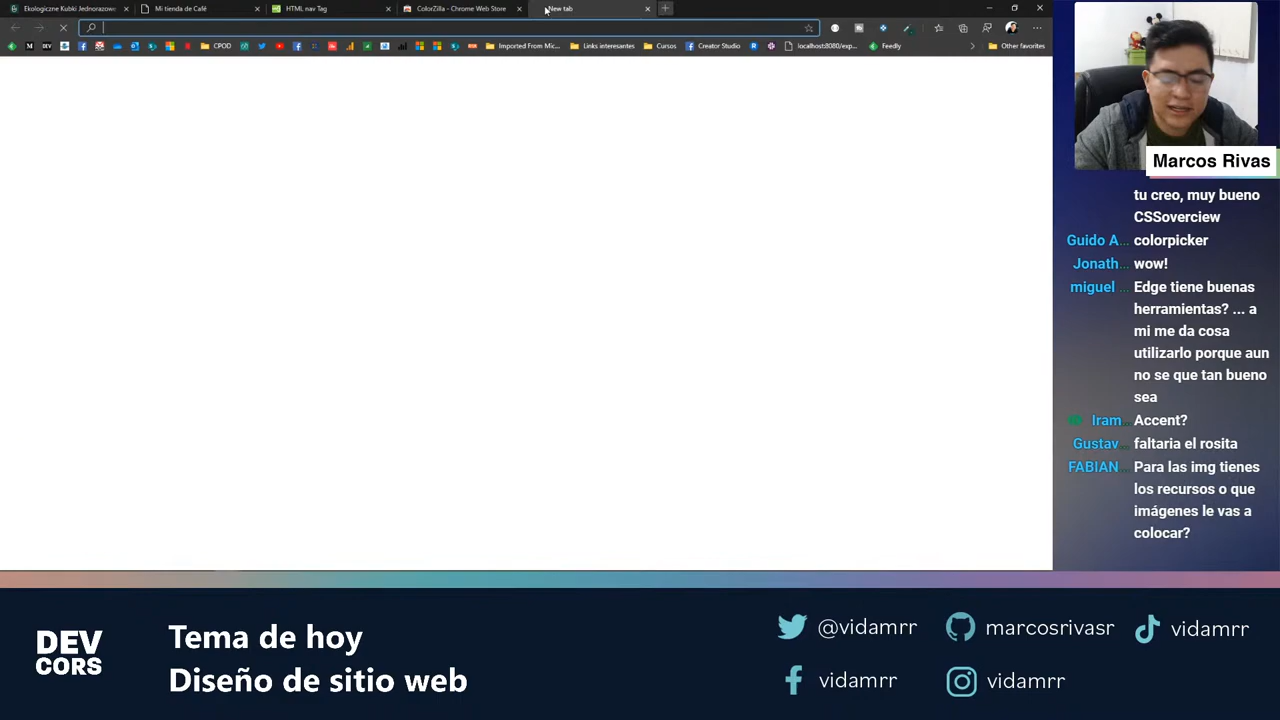 Ekologiczne Kubki Jednorazowe
Mi tienda de Café
HTML nav Tag
ColorZilla - Chrome Web Store
New tab
CPOD
Imported From Mic...
Links interesantes
Cursos
Creator Studio
localhost:8080/exp...
Feedly
Other favorites
Marcos Rivas
tu creo, muy bueno
CSSoverciew
Guido A... colorpicker
Jonath... wow!
miguel ... Edge tiene buenas
herramientas? ... a
mi me da cosa
utilizarlo porque aun
no se que tan bueno
sea
Iram... Accent?
Gustav... faltaria el rosita
FABIAN... Para las img tienes
los recursos o que
imágenes le vas a
colocar?
DEV
CORS
Tema de hoy
Diseño de sitio web
@vidamrr
marcosrivasr
vidamrr
vidamrr
vidamrr